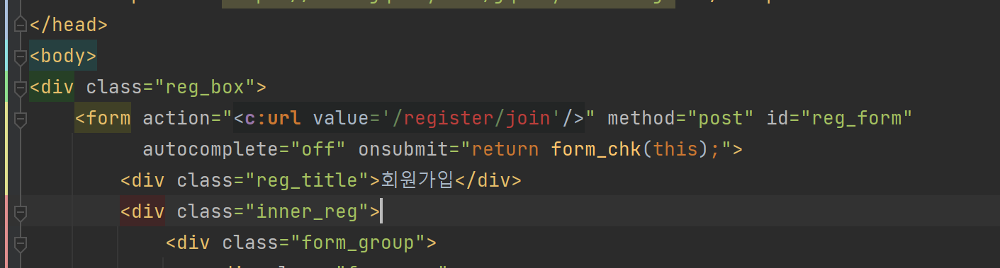 </head>
<body>
<div class="reg_box">
<form action="<c:url value='/register/join'/>" method="post" id="reg_form"
autocomplete="off" onsubmit="return form_chk(this);">
<div class="reg_title">회원가입</div>
<div class="inner_reg">
<div class="form_group">